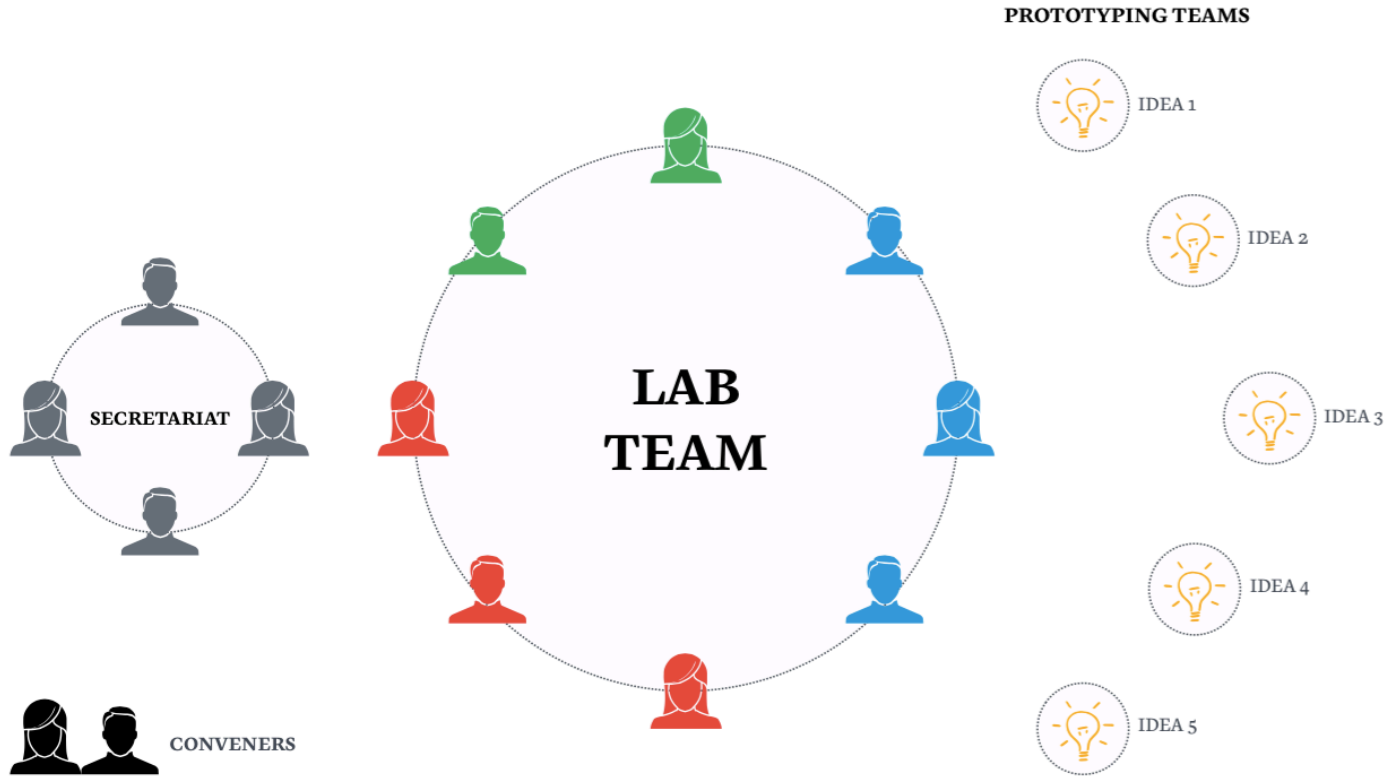 PROTOTYPING TEAMS
IDEA 1
IDEA 2
LAB
TEAM
SECRETARIAT
IDEA 3
IDEA 4
IDEA 5
CONVENERS